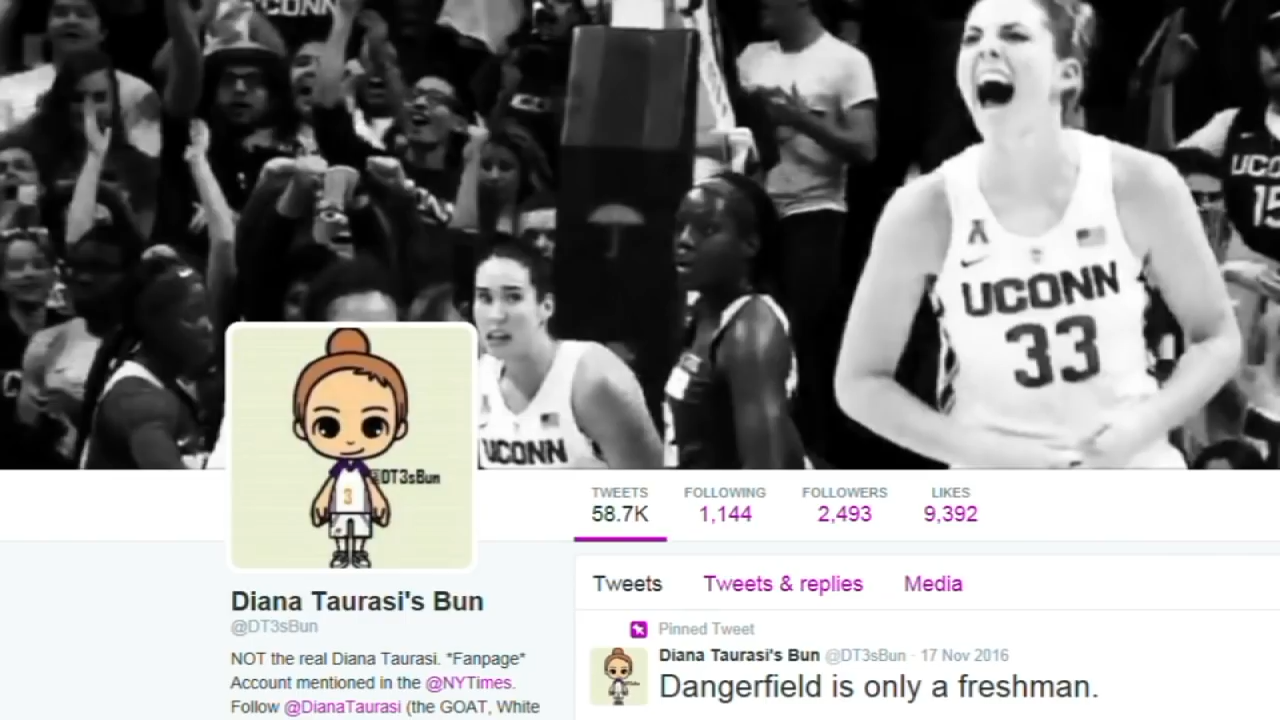 CONN
UCONN
33
UCO
15
UCONN
3
@DT3sBun
TWEETS FOLLOWING FOLLOWERS LIKES
58.7K 1,144 2,493 9,392
Tweets Tweets & replies Media
Diana Taurasi's Bun
@DT3sBun
NOT the real Diana Taurasi. *Fanpage*
Account mentioned in the @NYTimes.
Follow @DianaTaurasi (the GOAT, White
Pinned Tweet
Diana Taurasi's Bun @DT3sBun · 17 Nov 2016
Dangerfield is only a freshman.